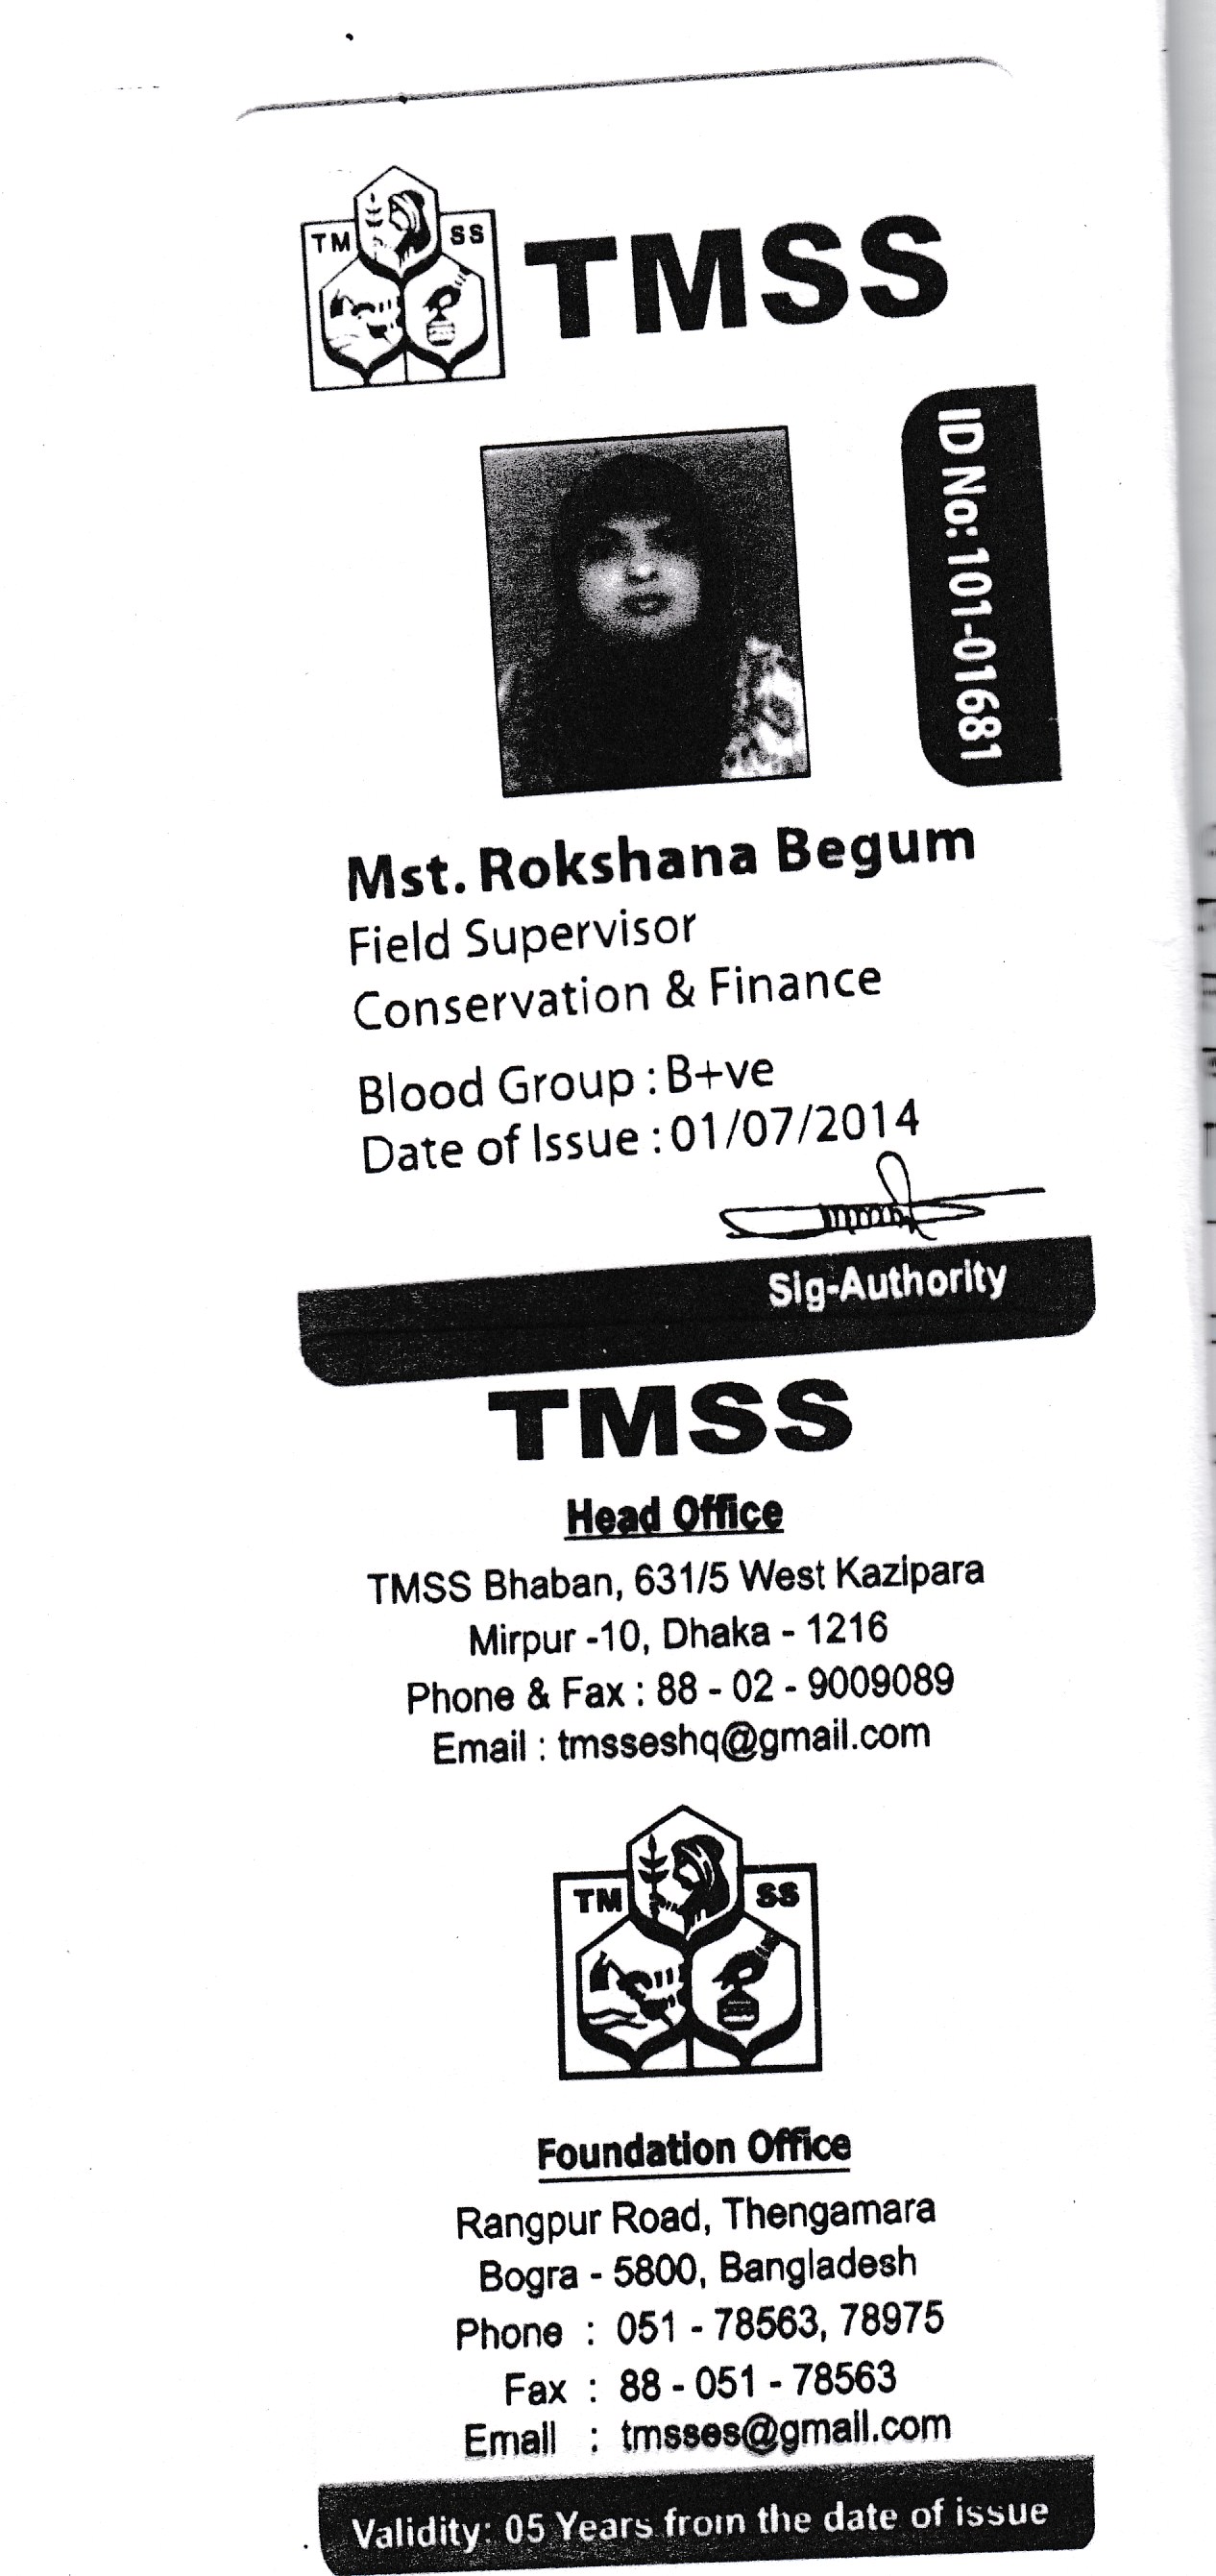 TM SS
TMSS
ID No: 101-01681
Mst. Rokshana Begum
Field Supervisor
Conservation & Finance
Blood Group : B+ve
Date of Issue : 01/07/2014
Sig-Authority
TMSS
Head Office
TMSS Bhaban, 631/5 West Kazipara
Mirpur -10, Dhaka - 1216
Phone & Fax : 88 - 02 - 9009089
Email : tmsseshq@gmail.com
TM SS
Foundation Office
Rangpur Road, Thengamara
Bogra - 5800, Bangladesh
Phone : 051 - 78563, 78975
Fax : 88 - 051 - 78563
Email : tmsses@gmail.com
Validity: 05 Years from the date of issue